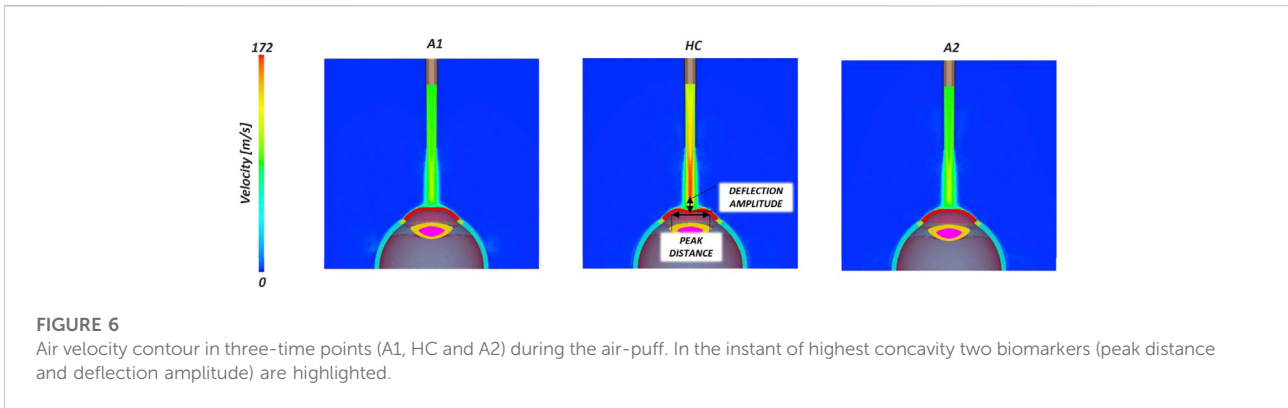 172
Velocity [m/s]
0
A1
HC
A2
DEFLECTION
AMPLITUDE
PEAK
DISTANCE
FIGURE 6
Air velocity contour in three-time points (A1, HC and A2) during the air-puff. In the instant of highest concavity two biomarkers (peak distance
and deflection amplitude) are highlighted.